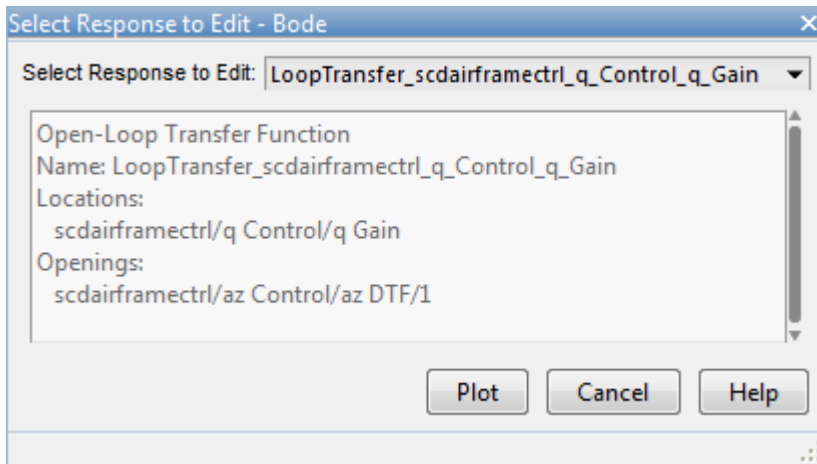 Select Response to Edit - Bode
Select Response to Edit: LoopTransfer_scdairframectrl_q_Control_q_Gain
Open-Loop Transfer Function
Name: LoopTransfer_scdairframectrl_q_Control_q_Gain
Locations:
scdairframectrl/q Control/q Gain
Openings:
scdairframectrl/az Control/az DTF/1
Plot Cancel Help